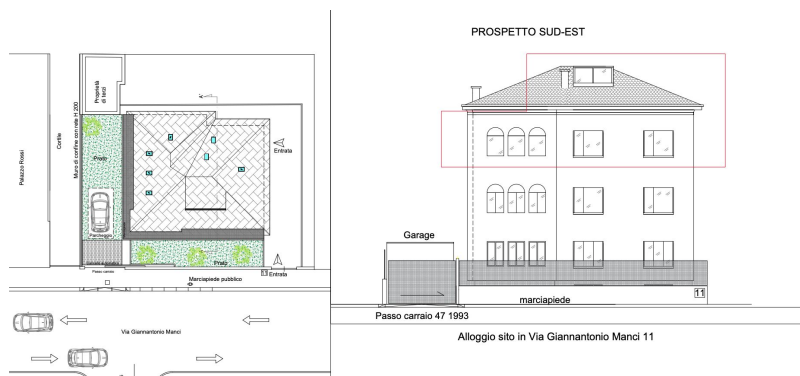 Palazzo Rossi
Cortile
Muro di confine con rete H 200
Proprietà
di terzi
Prato
Parcheggio
Entrata
Prato
11
Entrata
Passo carraio
Marciapiede pubblico
Via Giannantonio Manci
PROSPETTO SUD-EST
Garage
11
marciapiede
Passo carraio 47 1993
Alloggio sito in Via Giannantonio Manci 11